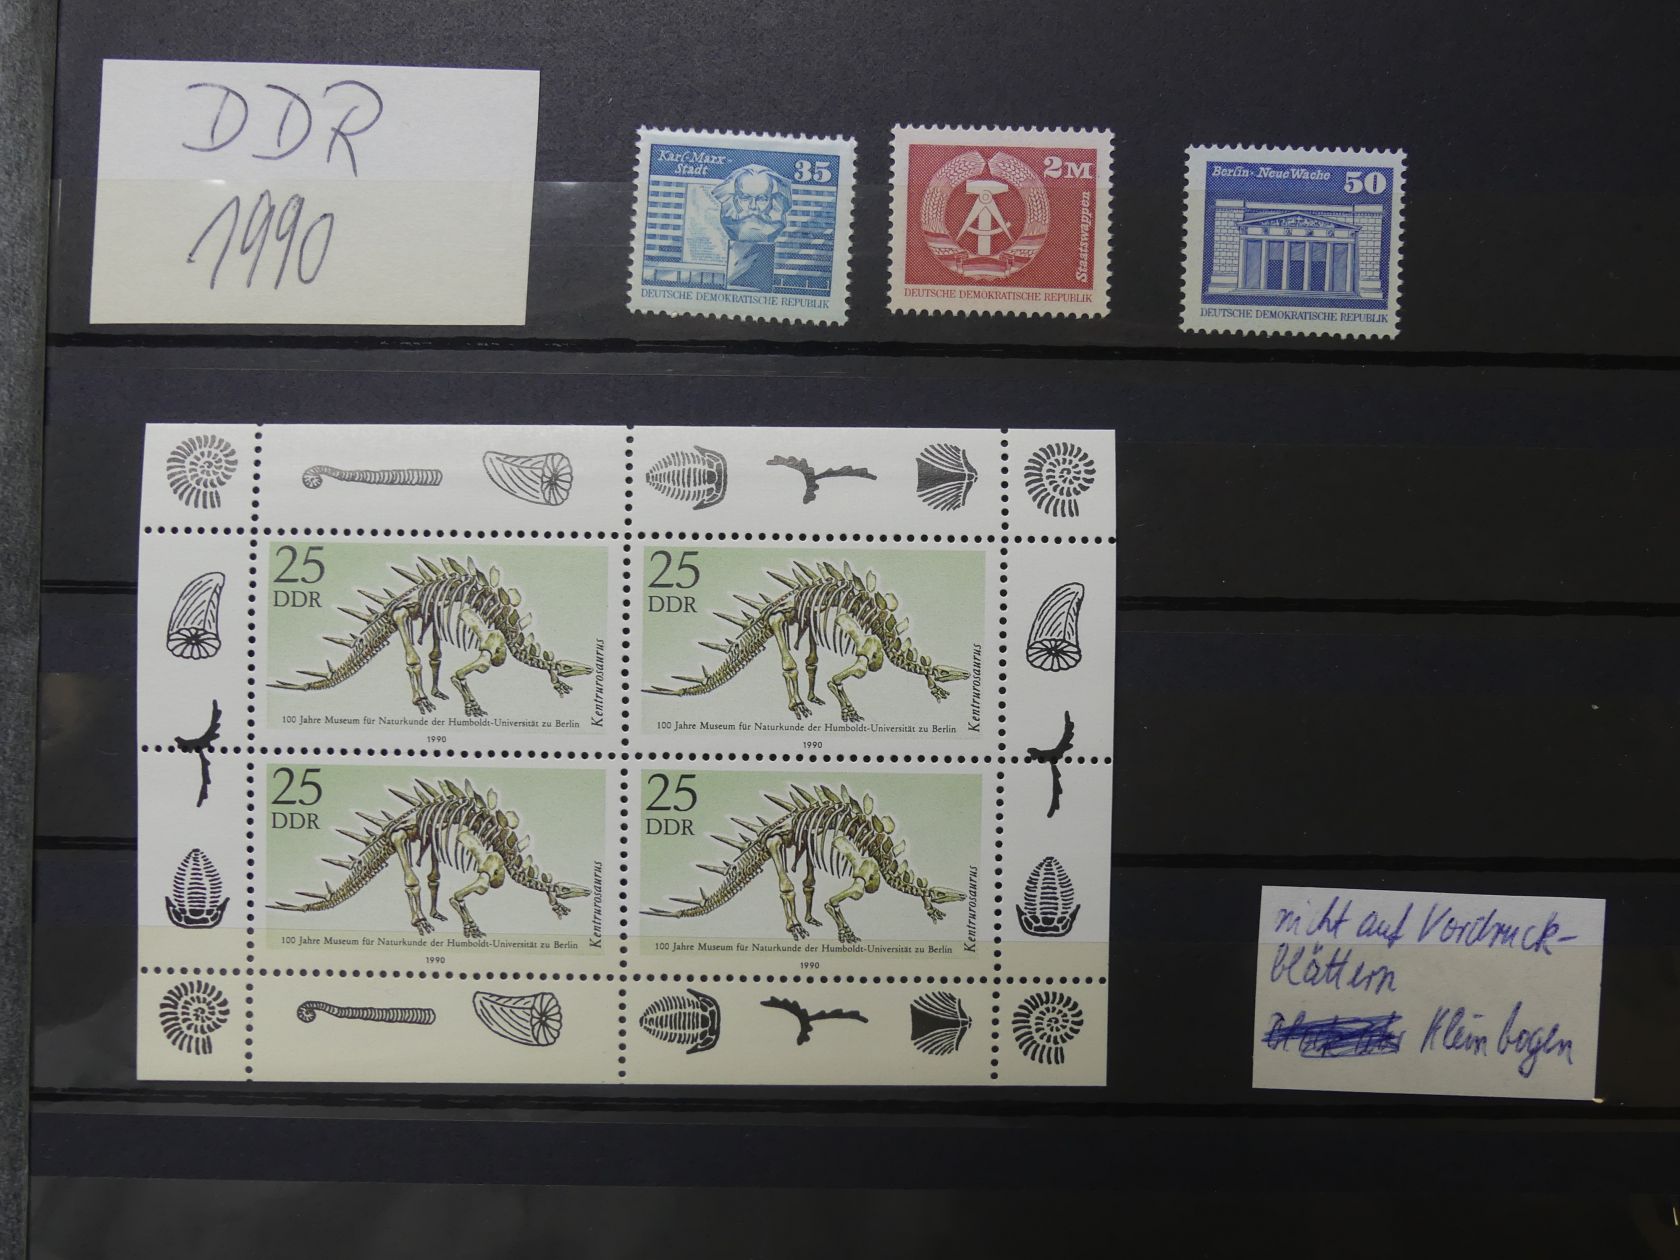 DDR
1990
Karl-Marx-
Stadt
35
DEUTSCHE DEMOKRATISCHE REPUBLIK
2M
Staatswappen
DEUTSCHE DEMOKRATISCHE REPUBLIK
Berlin · Neue Wache
50
DEUTSCHE DEMOKRATISCHE REPUBLIK
25
DDR
Kentrurosaurus
100 Jahre Museum für Naturkunde der Humboldt-Universität zu Berlin
1990
25
DDR
Kentrurosaurus
100 Jahre Museum für Naturkunde der Humboldt-Universität zu Berlin
1990
25
DDR
Kentrurosaurus
100 Jahre Museum für Naturkunde der Humboldt-Universität zu Berlin
1990
25
DDR
Kentrurosaurus
100 Jahre Museum für Naturkunde der Humboldt-Universität zu Berlin
1990
nicht auf Vordruck-
blättern
Kleinbogen